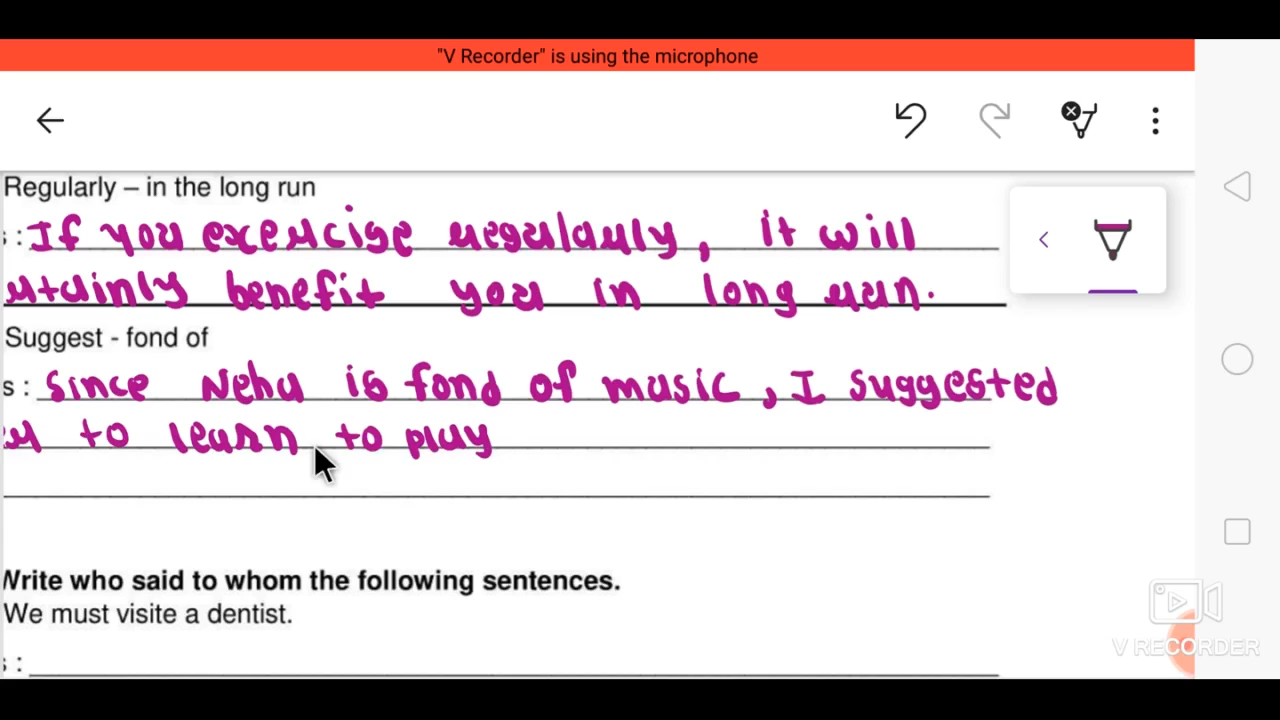 "V Recorder" is using the microphone
Regularly – in the long run
s : If you exercise regularly, it will
rtainly benefit you in long run.
Suggest - fond of
s : Since Neha is fond of music, I suggested
er to learn to play
Write who said to whom the following sentences.
We must visite a dentist.
s :
V RECORDER